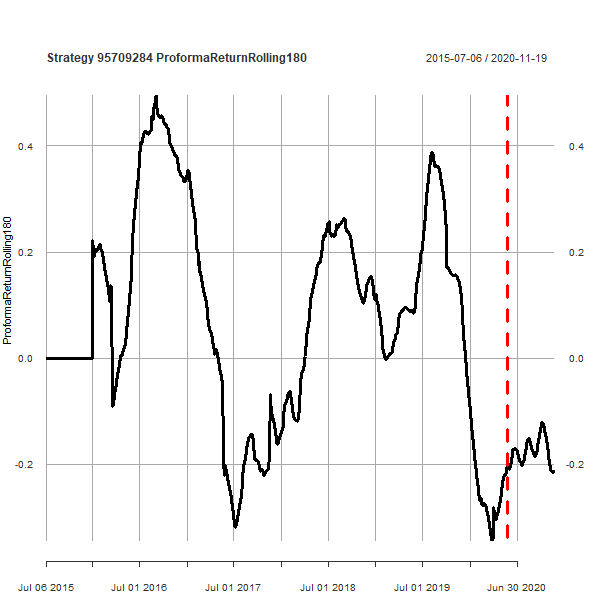 Strategy 95709284 ProformaReturnRolling180
2015-07-06 / 2020-11-19
ProformaReturnRolling180
0.4
0.4
0.2
0.2
0.0
0.0
-0.2
-0.2
Jul 06 2015
Jul 01 2016
Jul 01 2017
Jul 01 2018
Jul 01 2019
Jun 30 2020